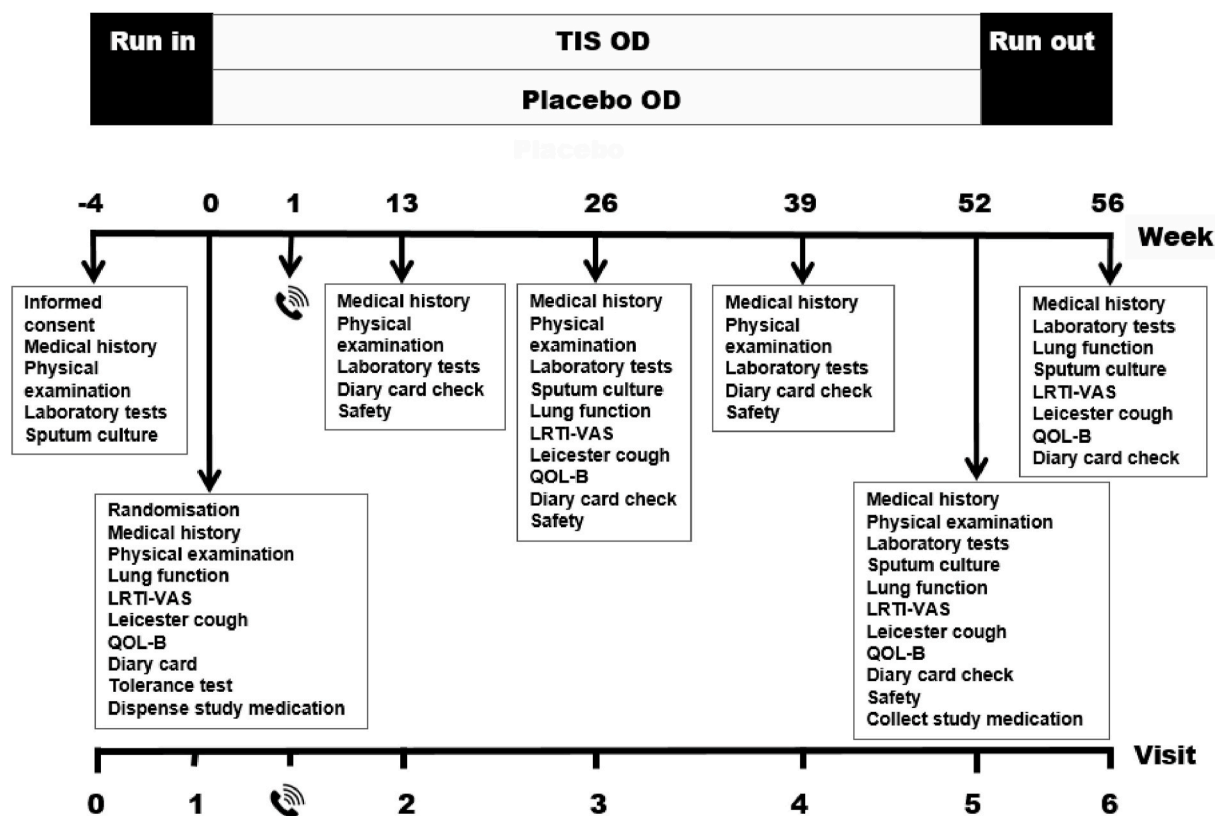 Run in
TIS OD
Run out
Placebo OD
Placebo
-4 0 1 13 26 39 52 56
Week
Informed
consent
Medical history
Physical
examination
Laboratory tests
Sputum culture
Randomisation
Medical history
Physical examination
Lung function
LRTI-VAS
Leicester cough
QOL-B
Diary card
Tolerance test
Dispense study medication
Medical history
Physical
examination
Laboratory tests
Diary card check
Safety
Medical history
Physical
examination
Laboratory tests
Sputum culture
Lung function
LRTI-VAS
Leicester cough
QOL-B
Diary card check
Safety
Medical history
Physical
examination
Laboratory tests
Diary card check
Safety
Medical history
Physical examination
Laboratory tests
Sputum culture
Lung function
LRTI-VAS
Leicester cough
QOL-B
Diary card check
Safety
Collect study medication
Medical history
Laboratory tests
Lung function
Sputum culture
LRTI-VAS
Leicester cough
QOL-B
Diary card check
Visit
0 1 2 3 4 5 6